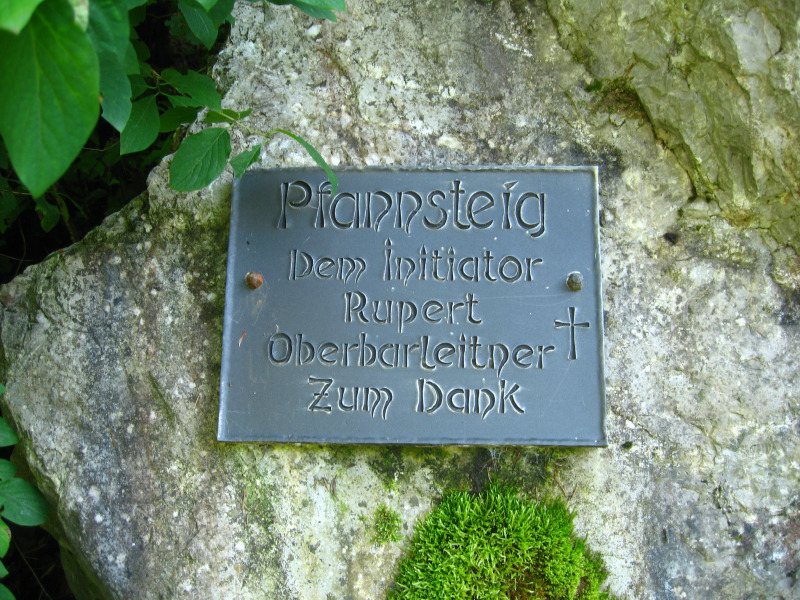 Pfannsteig
Dem Initiator
Rupert
Oberbarleitner †
Zum Dank